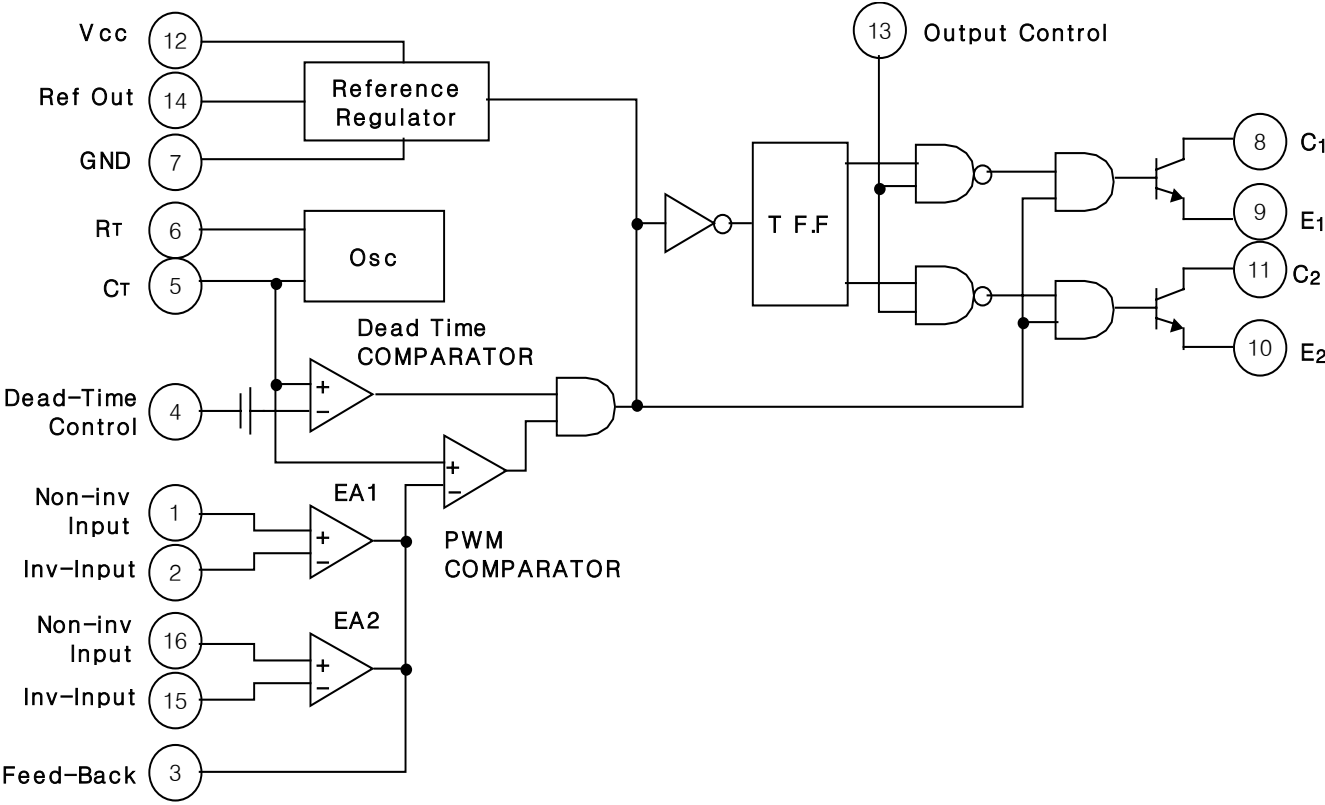 Vcc
12
Ref Out
14
GND
7
Reference
Regulator
RT
6
CT
5
Osc
Dead Time
COMPARATOR
Dead-Time
Control
4
+
−
+
−
PWM
COMPARATOR
Non-inv
Input
1
Inv-Input
2
EA1
+
−
Non-inv
Input
16
Inv-Input
15
EA2
+
−
Feed-Back
3
13
Output Control
T F.F
8
C1
9
E1
11
C2
10
E2